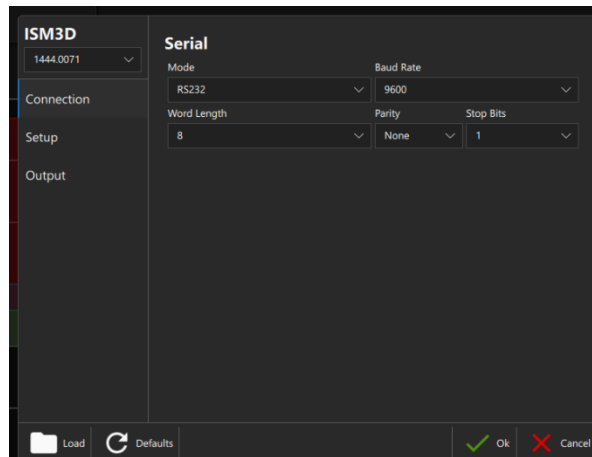 ISM3D
1444.0071
Connection
Setup
Output
Serial
Mode
Baud Rate
RS232
9600
Word Length
Parity
Stop Bits
8
None
1
Load
Defaults
Ok
Cancel